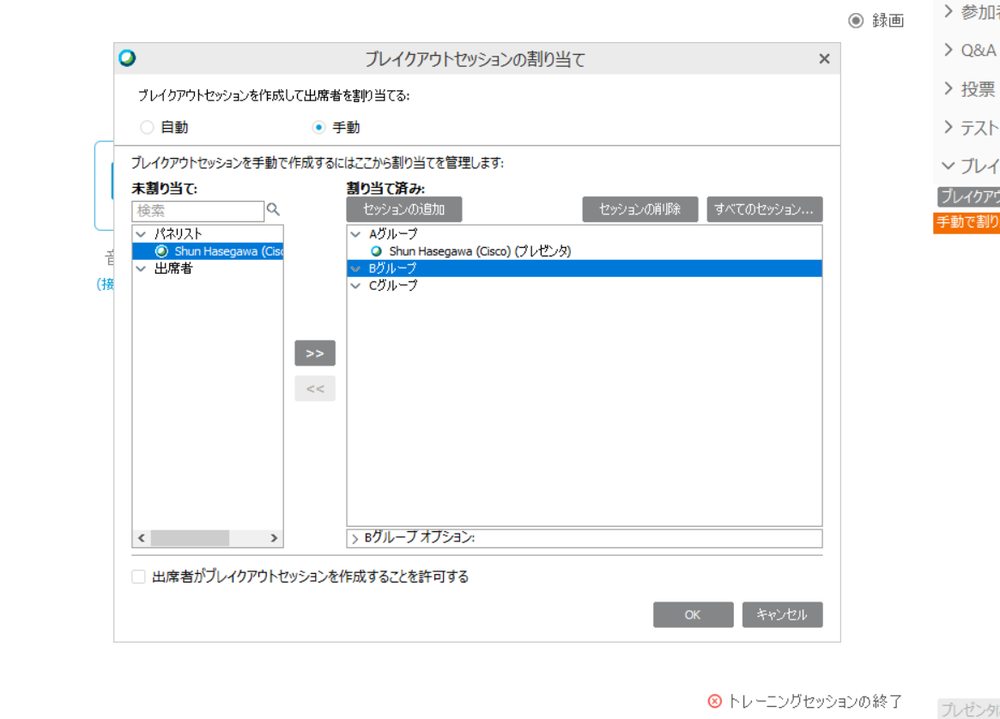 録画
参加
Q&A
投票
テスト
ブレイ
ブレイクアウ
手動で割り
ブレイクアウトセッションの割り当て
ブレイクアウトセッションを作成して出席者を割り当てる:
自動
手動
ブレイクアウトセッションを手動で作成するにはここから割り当てを管理します:
未割り当て:
検索
パネリスト
Shun Hasegawa (Cisc
出席者
割り当て済み:
セッションの追加
セッションの削除
すべてのセッション...
Aグループ
Shun Hasegawa (Cisco) (プレゼンタ)
Bグループ
Cグループ
>>
<<
Bグループ オプション:
出席者がブレイクアウトセッションを作成することを許可する
OK
キャンセル
(接
トレーニングセッションの終了
プレゼンタ